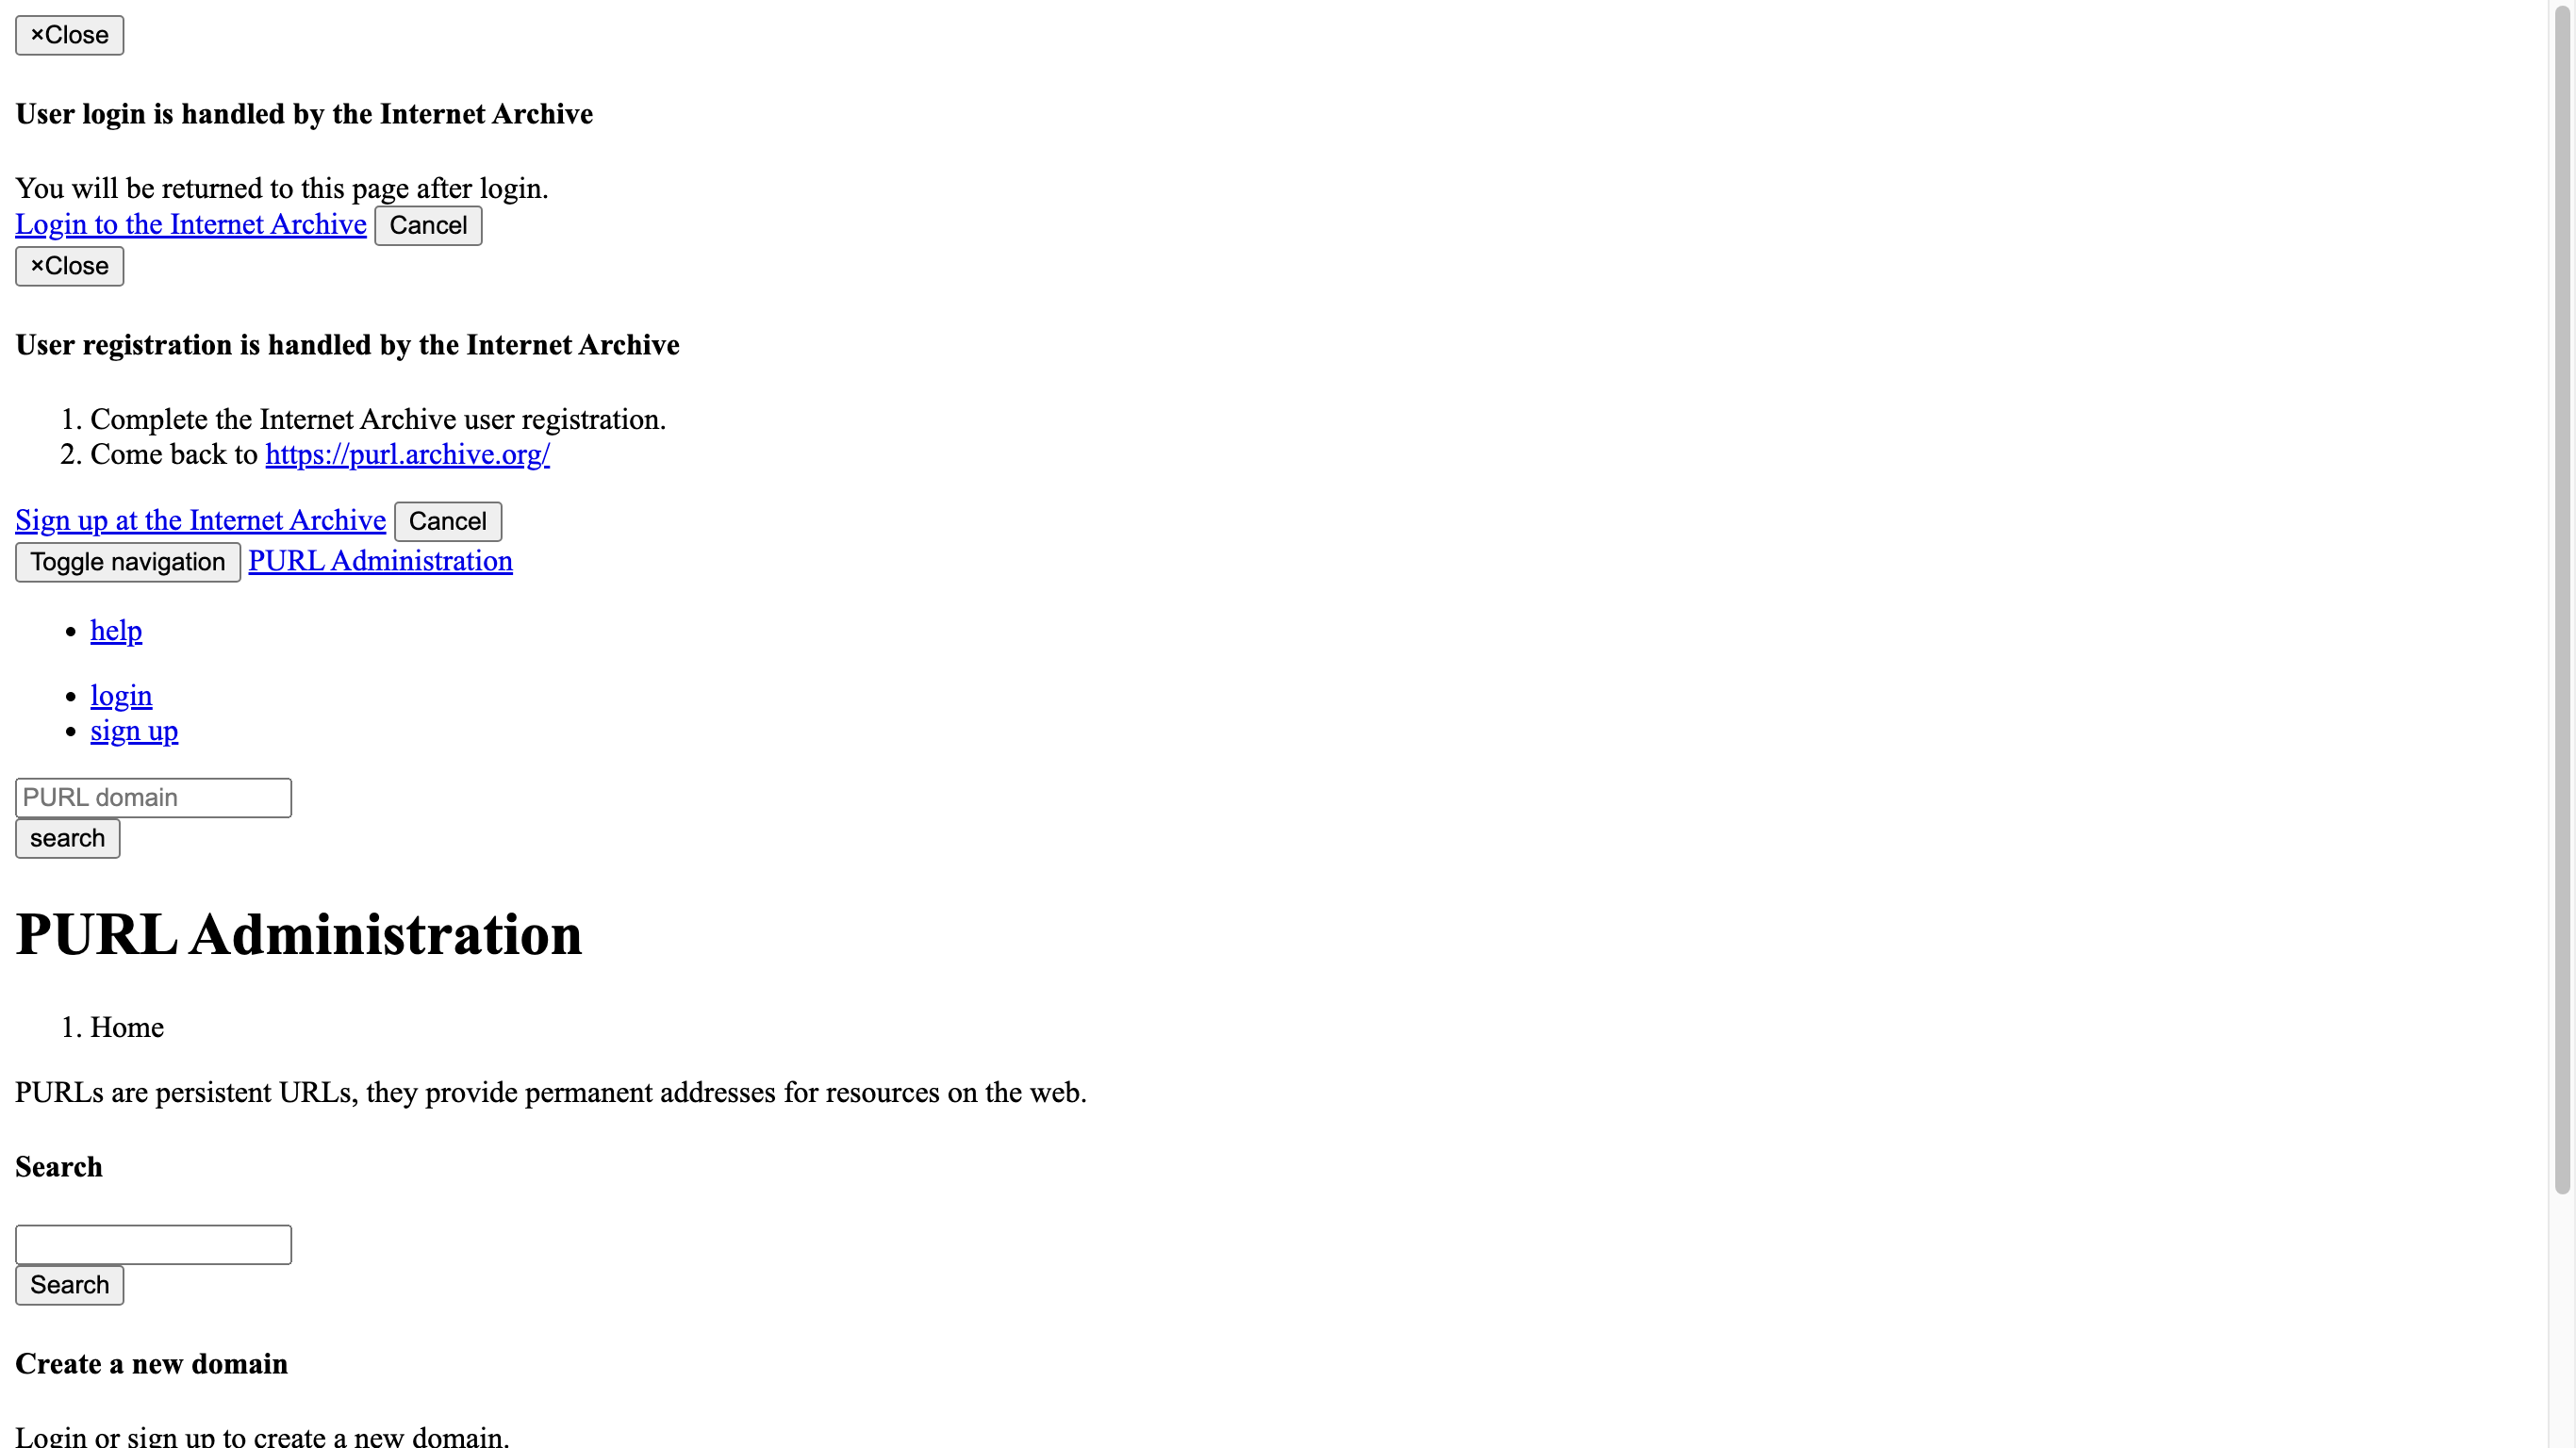 ×Close
User login is handled by the Internet Archive
You will be returned to this page after login.
Login to the Internet Archive Cancel
×Close
User registration is handled by the Internet Archive
1. Complete the Internet Archive user registration.
2. Come back to https://purl.archive.org/
Sign up at the Internet Archive Cancel
Toggle navigation PURL Administration
• help
• login
• sign up
PURL domain
search
PURL Administration
1. Home
PURLs are persistent URLs, they provide permanent addresses for resources on the web.
Search
Search
Create a new domain
Login or sign up to create a new domain.